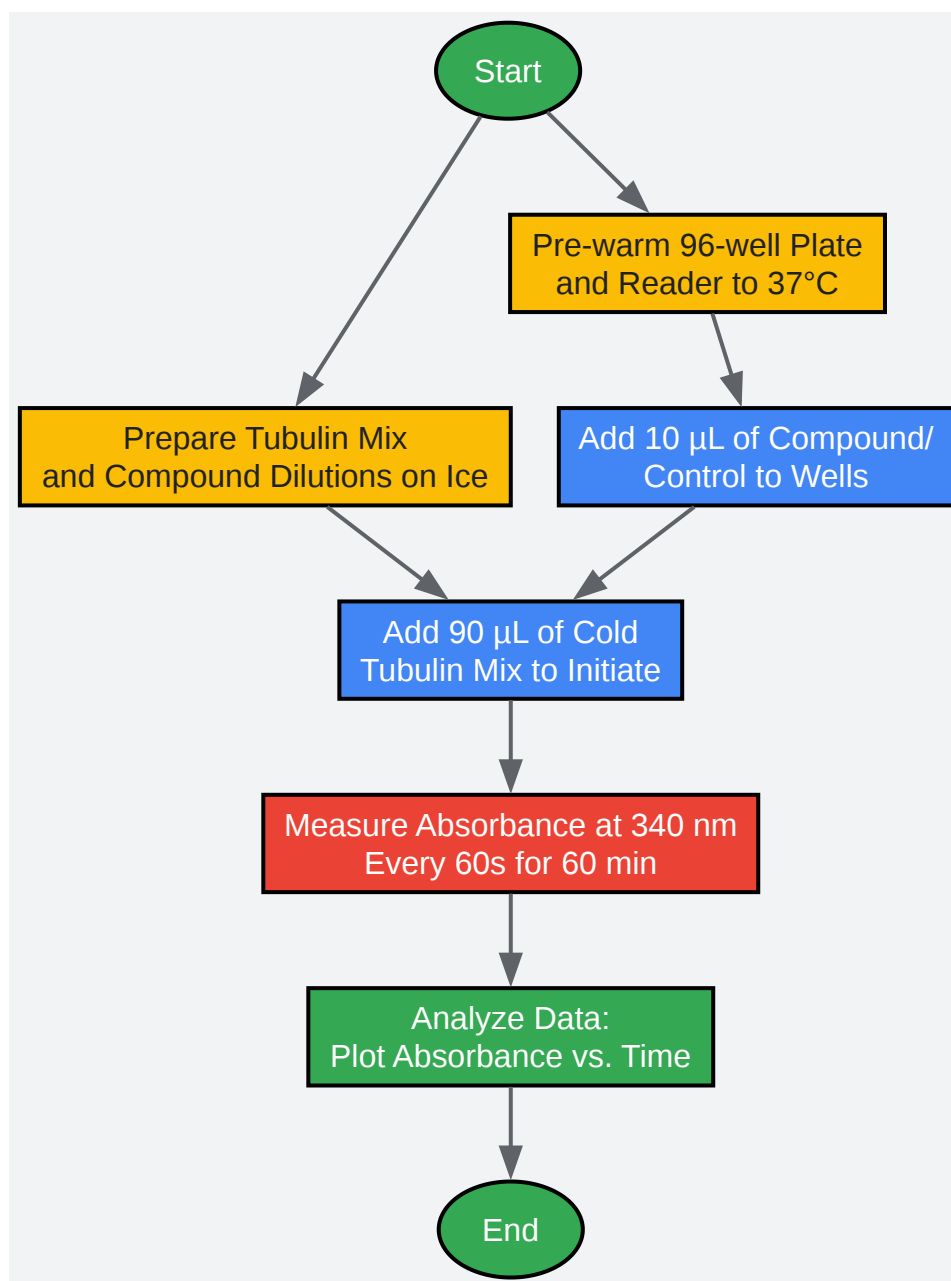 Start
Pre-warm 96-well Plate
and Reader to 37°C
Prepare Tubulin Mix
and Compound Dilutions on Ice
Add 10 µL of Compound/
Control to Wells
Add 90 µL of Cold
Tubulin Mix to Initiate
Measure Absorbance at 340 nm
Every 60s for 60 min
Analyze Data:
Plot Absorbance vs. Time
End